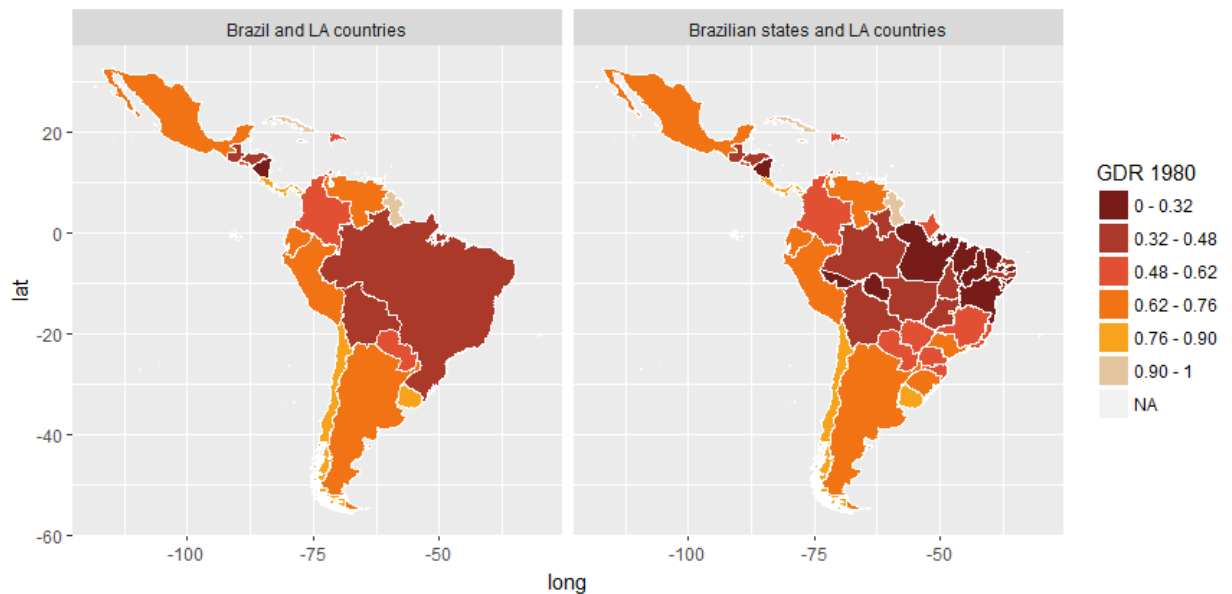 Brazil and LA countries
Brazilian states and LA countries
20
0
-20
-40
-60
lat
-100
-75
-50
-100
-75
-50
long
GDR 1980
0 - 0.32
0.32 - 0.48
0.48 - 0.62
0.62 - 0.76
0.76 - 0.90
0.90 - 1
NA